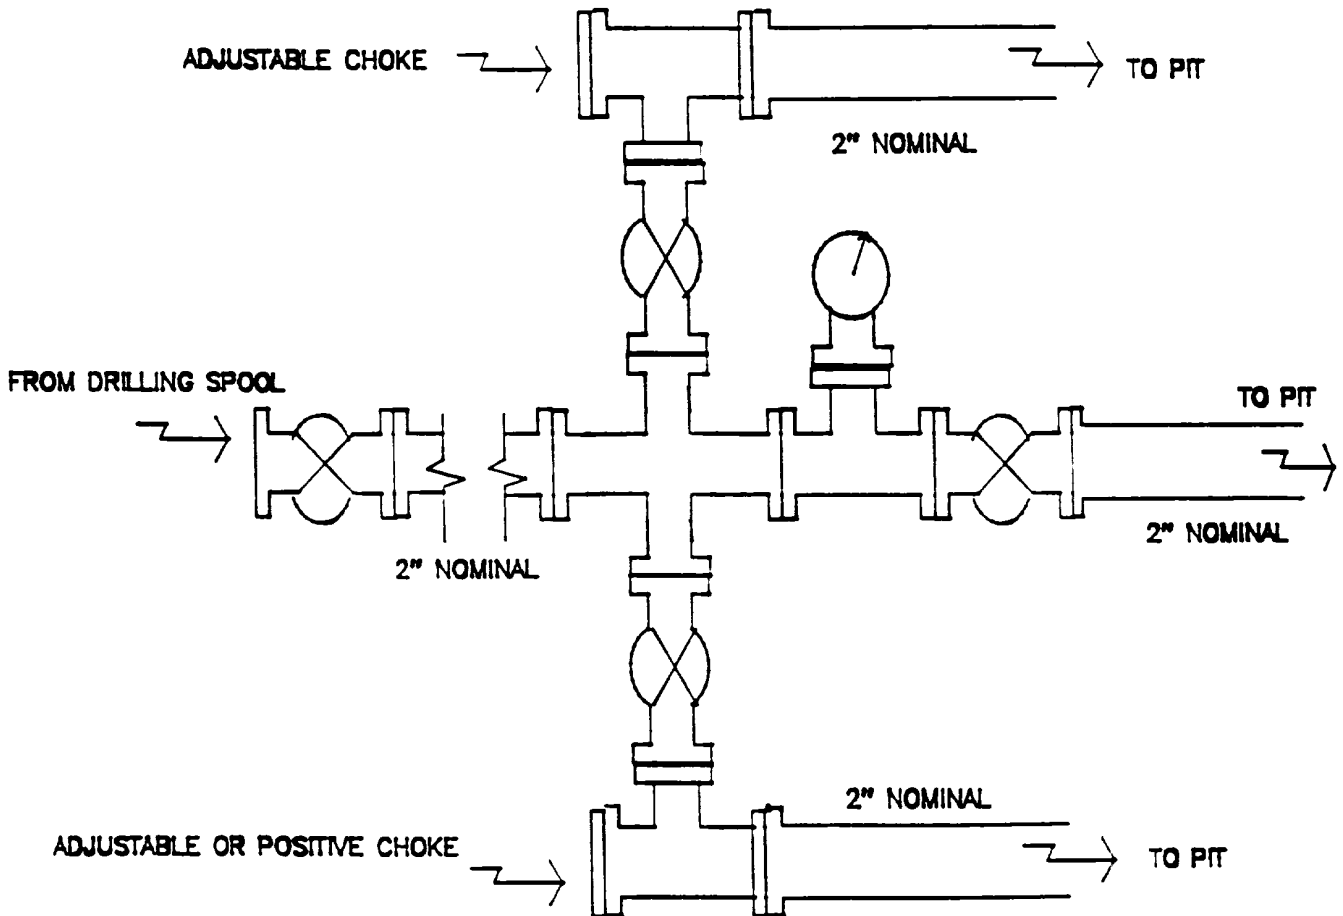 ADJUSTABLE CHOKE
TO PIT
2" NOMINAL
FROM DRILLING SPOOL
TO PIT
2" NOMINAL
2" NOMINAL
2" NOMINAL
ADJUSTABLE OR POSITIVE CHOKE
TO PIT